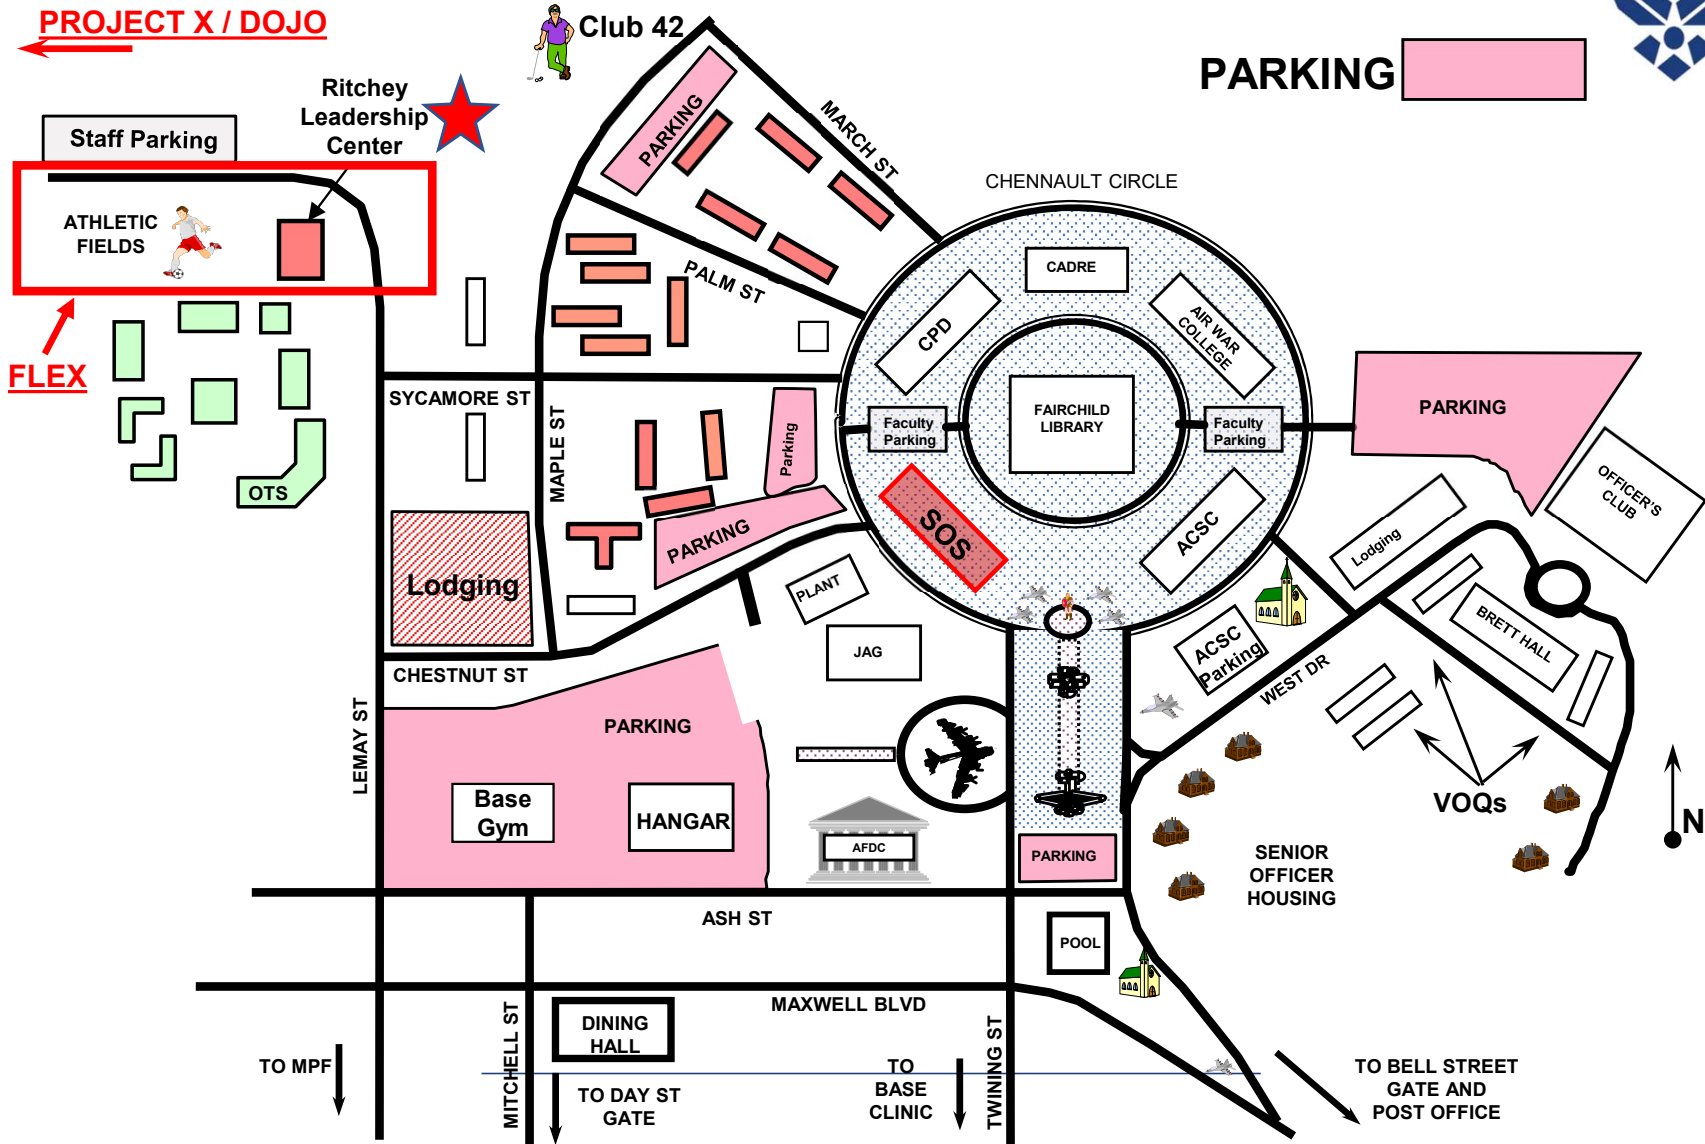 PROJECT X / DOJO
Club 42
PARKING
Ritchey
Leadership
Center
Staff Parking
PARKING
MARCH ST
CHENNAULT CIRCLE
ATHLETIC
FIELDS
PALM ST
CADRE
CPD
AIR WAR
COLLEGE
FLEX
SYCAMORE ST
MAPLE ST
Parking
Faculty
Parking
FAIRCHILD
LIBRARY
Faculty
Parking
PARKING
OFFICER'S
CLUB
OTS
PARKING
SOS
ACSC
Lodging
Lodging
PLANT
BRETT HALL
JAG
ACSC
Parking
WEST DR
CHESTNUT ST
LEMAY ST
PARKING
Base
Gym
HANGAR
AFDC
PARKING
VOQs
N
SENIOR
OFFICER
HOUSING
ASH ST
POOL
MAXWELL BLVD
MITCHELL ST
DINING
HALL
TWINING ST
TO MPF
TO DAY ST
GATE
TO
BASE
CLINIC
TO BELL STREET
GATE AND
POST OFFICE